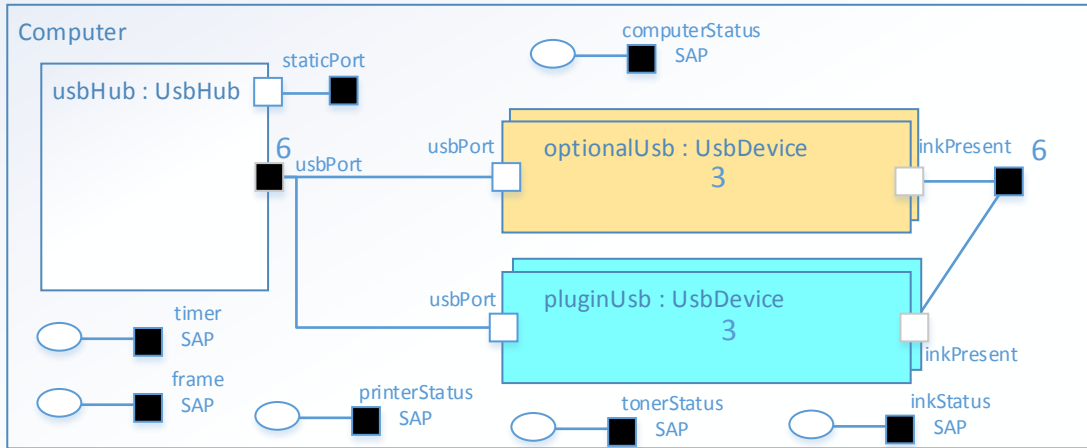 Computer
computerStatus
SAP
staticPort
usbHub : UsbHub
6
usbPort
usbPort
optionalUsb : UsbDevice
3
inkPresent
6
usbPort
pluginUsb : UsbDevice
3
inkPresent
timer
SAP
frame
SAP
printerStatus
SAP
tonerStatus
SAP
inkStatus
SAP